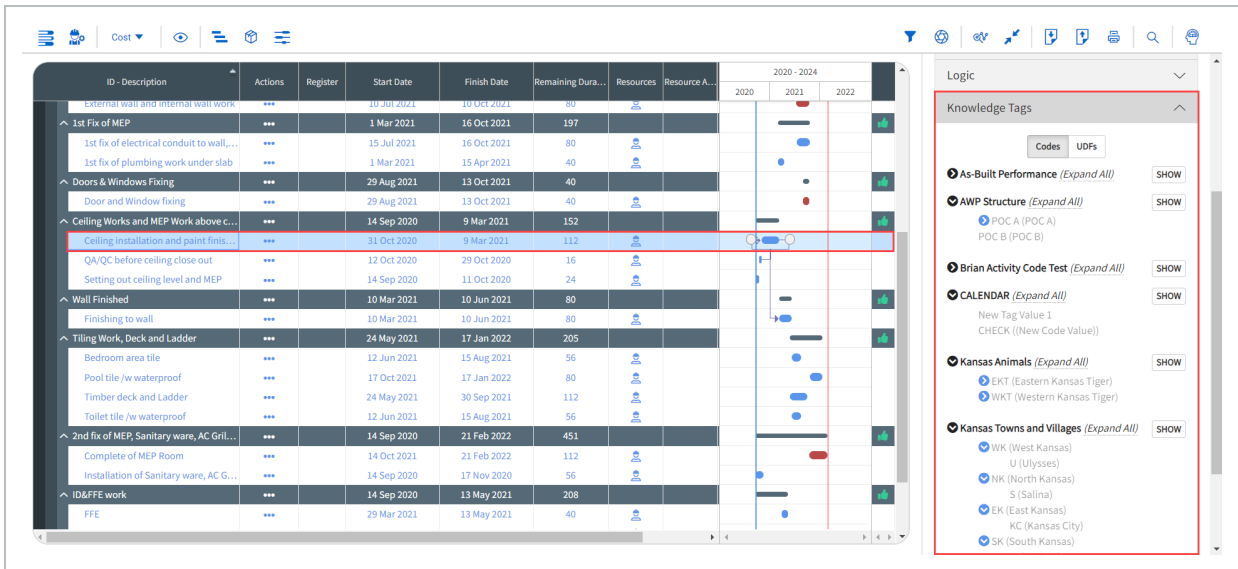 Cost
ID - Description Actions Register Start Date Finish Date Remaining Dura... Resources Resource A...
2020 - 2024
2020 2021 2022
External wall and internal wall work ••• 10 Jul 2021 10 Oct 2021 80
1st Fix of MEP ••• 1 Mar 2021 16 Oct 2021 197
1st fix of electrical conduit to wall,... ••• 15 Jul 2021 16 Oct 2021 80
1st fix of plumbing work under slab ••• 1 Mar 2021 15 Apr 2021 40
Doors & Windows Fixing ••• 29 Aug 2021 13 Oct 2021 40
Door and Window fixing ••• 29 Aug 2021 13 Oct 2021 40
Ceiling Works and MEP Work above c... ••• 14 Sep 2020 9 Mar 2021 152
Ceiling installation and paint finis... ••• 31 Oct 2020 9 Mar 2021 112
QA/QC before ceiling close out ••• 12 Oct 2020 29 Oct 2020 16
Setting out ceiling level and MEP ••• 14 Sep 2020 11 Oct 2020 24
Wall Finished ••• 10 Mar 2021 10 Jun 2021 80
Finishing to wall ••• 10 Mar 2021 10 Jun 2021 80
Tiling Work, Deck and Ladder ••• 24 May 2021 17 Jan 2022 205
Bedroom area tile ••• 12 Jun 2021 15 Aug 2021 56
Pool tile /w waterproof ••• 17 Oct 2021 17 Jan 2022 80
Timber deck and Ladder ••• 24 May 2021 30 Sep 2021 112
Toilet tile /w waterproof ••• 12 Jun 2021 15 Aug 2021 56
2nd fix of MEP, Sanitary ware, AC Gril... ••• 14 Sep 2020 21 Feb 2022 451
Complete of MEP Room ••• 14 Oct 2021 21 Feb 2022 112
Installation of Sanitary ware, AC G... ••• 14 Sep 2020 17 Nov 2020 56
ID&FFE work ••• 14 Sep 2020 13 May 2021 208
FFE ••• 29 Mar 2021 13 May 2021 40
Logic
Knowledge Tags
Codes UDFs
As-Built Performance (Expand All) SHOW
AWP Structure (Expand All) SHOW
POC A (POC A)
POC B (POC B)
Brian Activity Code Test (Expand All) SHOW
CALENDAR (Expand All) SHOW
New Tag Value 1
CHECK ((New Code Value))
Kansas Animals (Expand All) SHOW
EKT (Eastern Kansas Tiger)
WKT (Western Kansas Tiger)
Kansas Towns and Villages (Expand All) SHOW
WK (West Kansas)
U (Ulysses)
NK (North Kansas)
S (Salina)
EK (East Kansas)
KC (Kansas City)
SK (South Kansas)